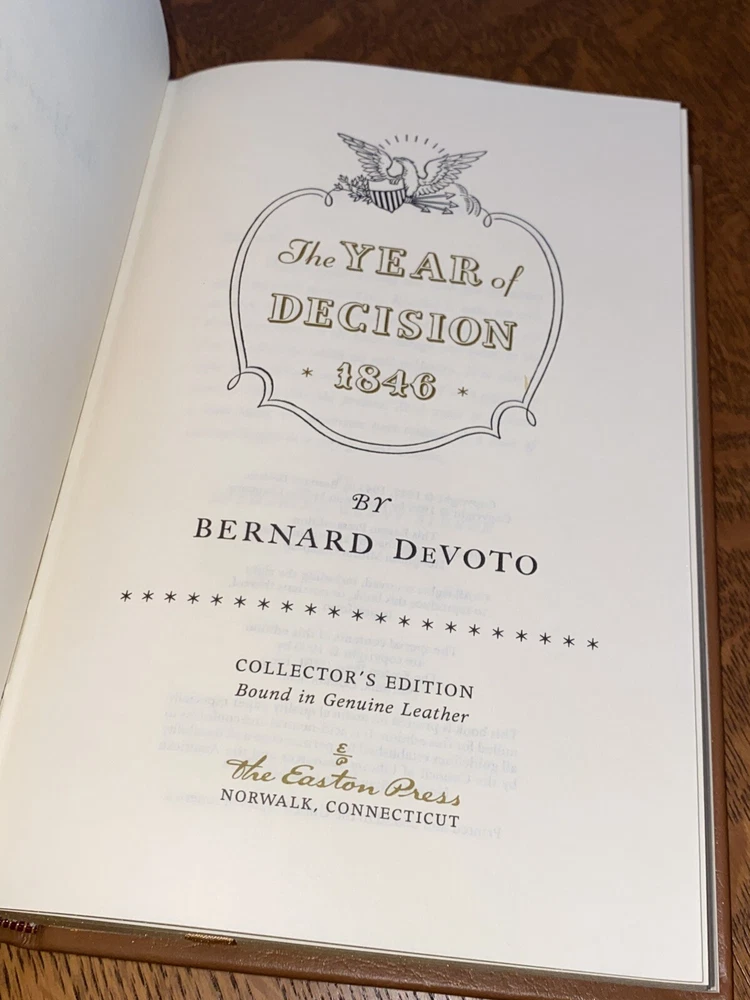 The YEAR of
DECISION
* 1846 *
BY
BERNARD DEVOTO
* * * * * * * * * * * * * * * * * * * * *
COLLECTOR'S EDITION
Bound in Genuine Leather
EP
The Easton Press
NORWALK, CONNECTICUT